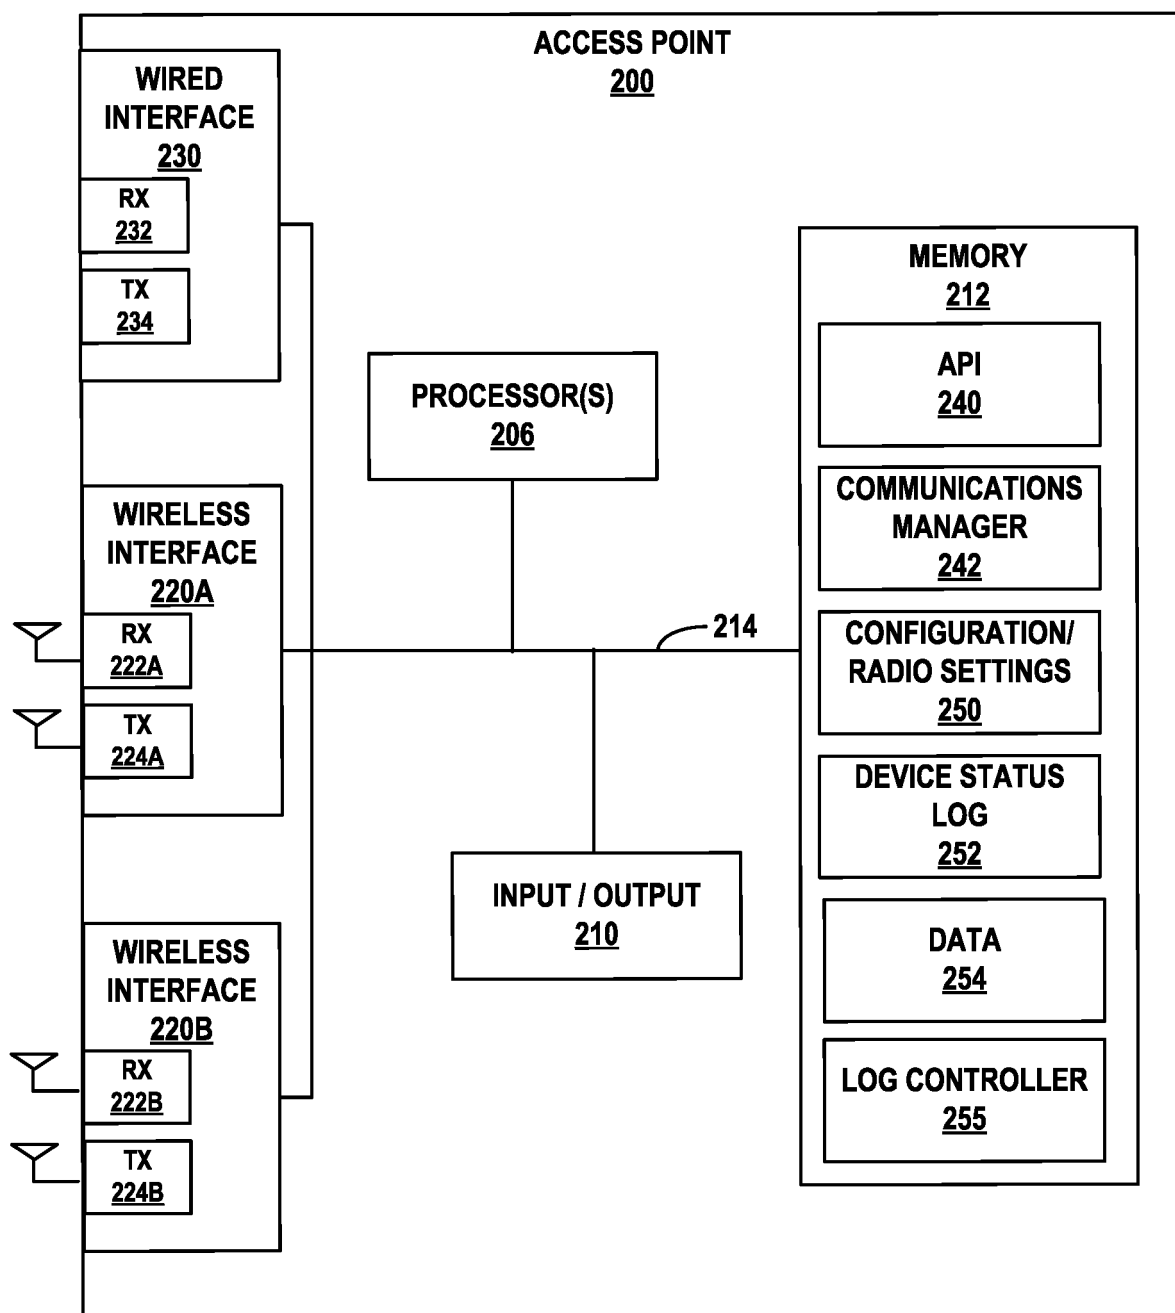 ACCESS POINT
200
WIRED
INTERFACE
230
RX
232
TX
234
WIRELESS
INTERFACE
220A
RX
222A
TX
224A
WIRELESS
INTERFACE
220B
RX
222B
TX
224B
PROCESSOR(S)
206
214
INPUT / OUTPUT
210
MEMORY
212
API
240
COMMUNICATIONS
MANAGER
242
CONFIGURATION/
RADIO SETTINGS
250
DEVICE STATUS
LOG
252
DATA
254
LOG CONTROLLER
255